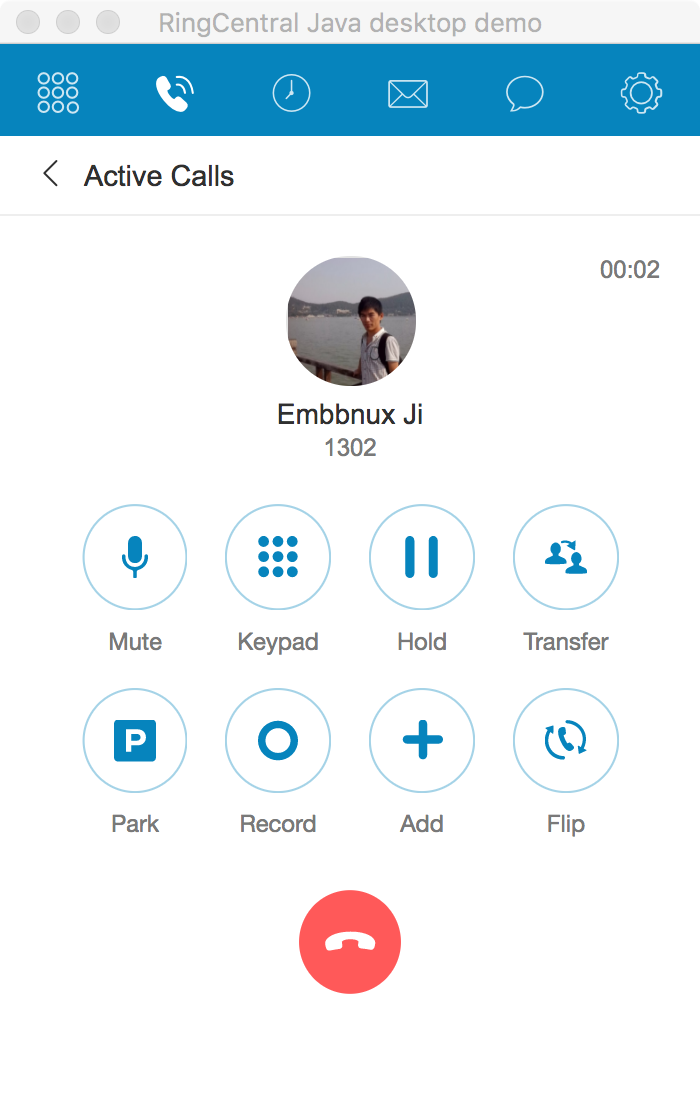 RingCentral Java desktop demo
Active Calls
00:02
Embbnux Ji
1302
Mute Keypad Hold Transfer
P
Park Record Add Flip